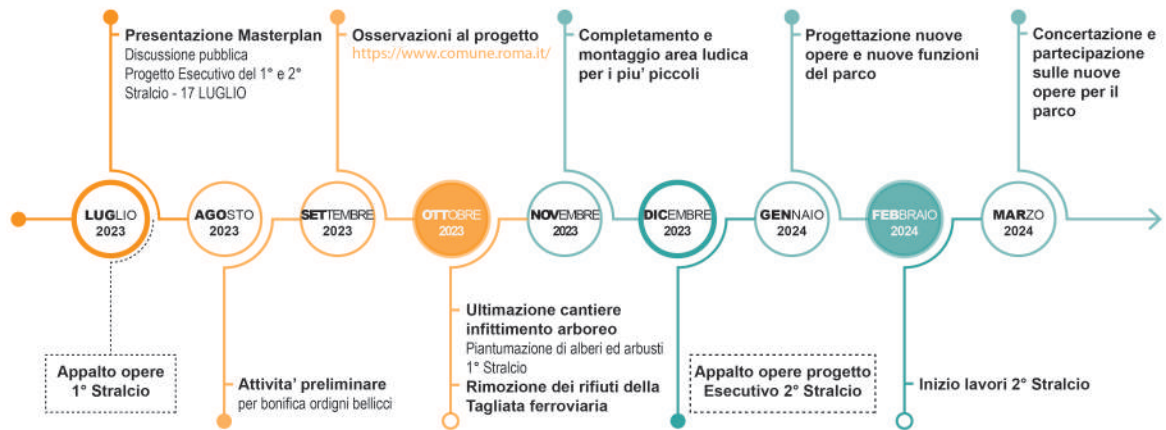 Presentazione Masterplan
Discussione pubblica
Progetto Esecutivo del 1° e 2°
Stralcio - 17 LUGLIO
Osservazioni al progetto
https://www.comune.roma.it/
Completamento e
montaggio area ludica
per i piu' piccoli
Progettazione nuove
opere e nuove funzioni
del parco
Concertazione e
partecipazione
sulle nuove
opere per il
parco
LUGLIO
2023
AGOSTO
2023
SETTEMBRE
2023
OTTOBRE
2023
NOVEMBRE
2023
DICEMBRE
2023
GENNAIO
2024
FEBBRAIO
2024
MARZO
2024
Appalto opere
1° Stralcio
Attivita' preliminare
per bonifica ordigni bellicci
Ultimazione cantiere
infittimento arboreo
Piantumazione di alberi ed arbusti
1° Stralcio
Rimozione dei rifiuti della
Tagliata ferroviaria
Appalto opere progetto
Esecutivo 2° Stralcio
Inizio lavori 2° Stralcio